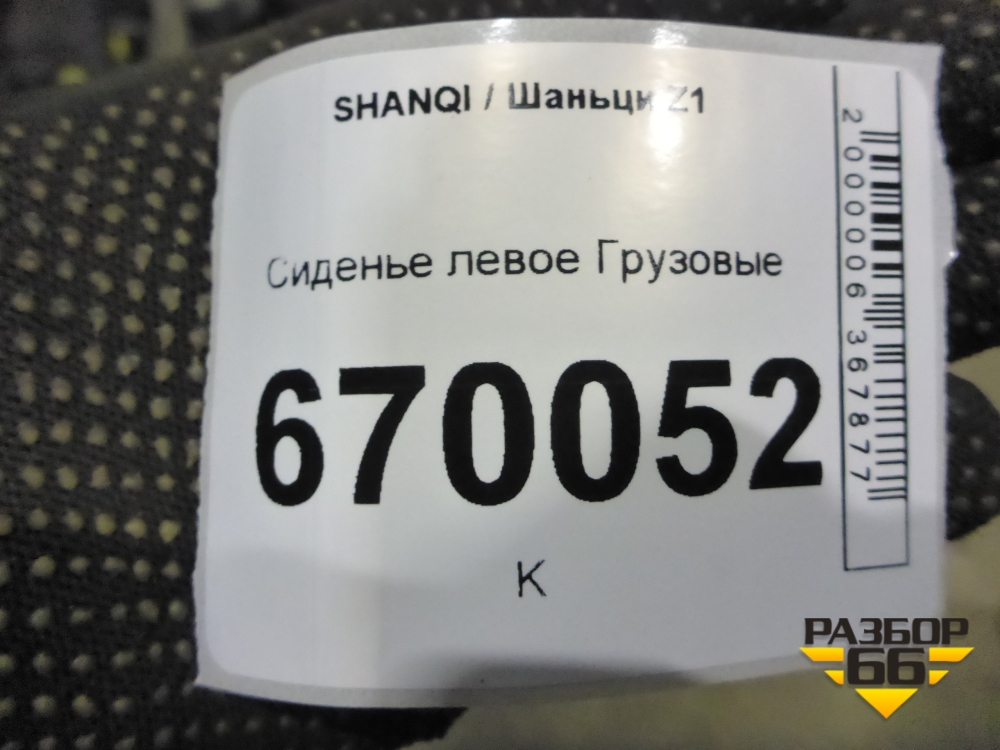 SHANQI / Шаньци Z1
Сиденье левое Грузовые
670052
K
2000006367877
РАЗБОР
66